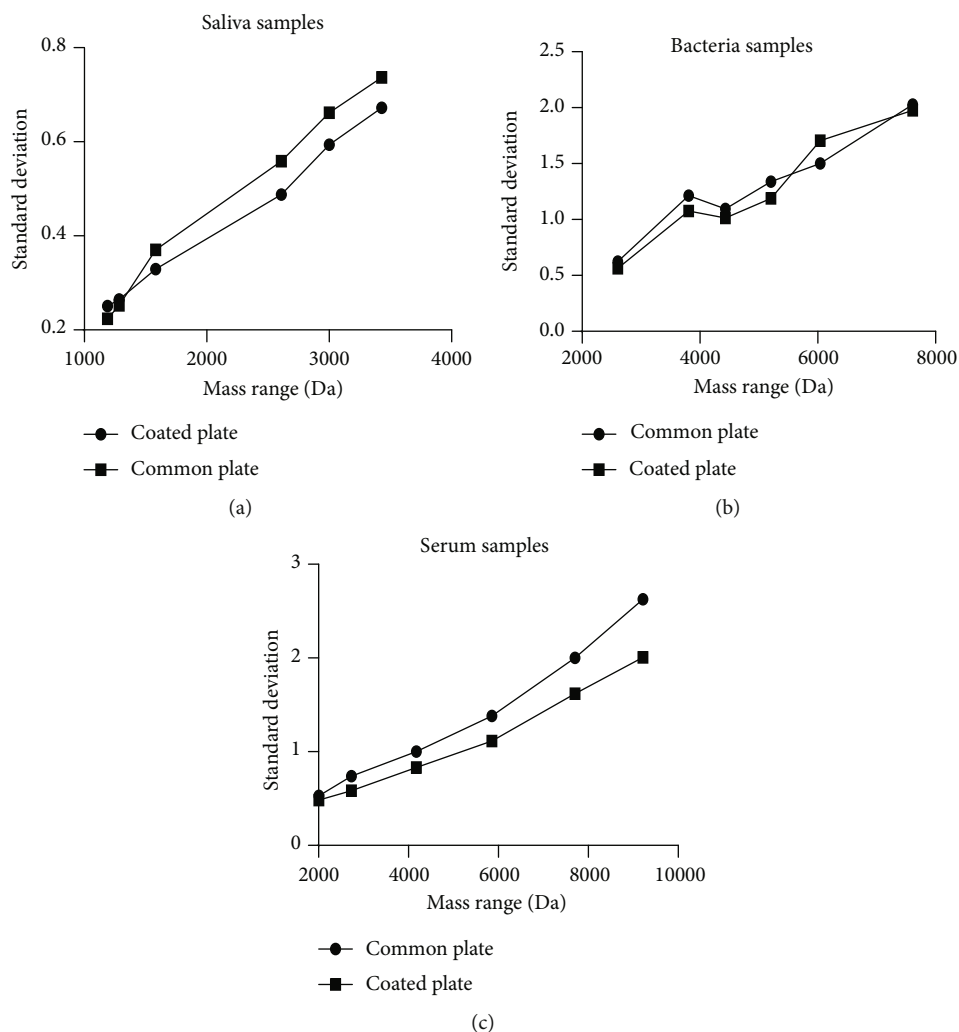 Saliva samples
0.8
0.6
0.4
0.2
Standard deviation
1000 2000 3000 4000
Mass range (Da)
Coated plate
Common plate
(a)
Bacteria samples
2.5
2.0
1.5
1.0
0.5
0.0
Standard deviation
2000 4000 6000 8000
Mass range (Da)
Common plate
Coated plate
(b)
Serum samples
3
2
1
0
Standard deviation
2000 4000 6000 8000 10000
Mass range (Da)
Common plate
Coated plate
(c)